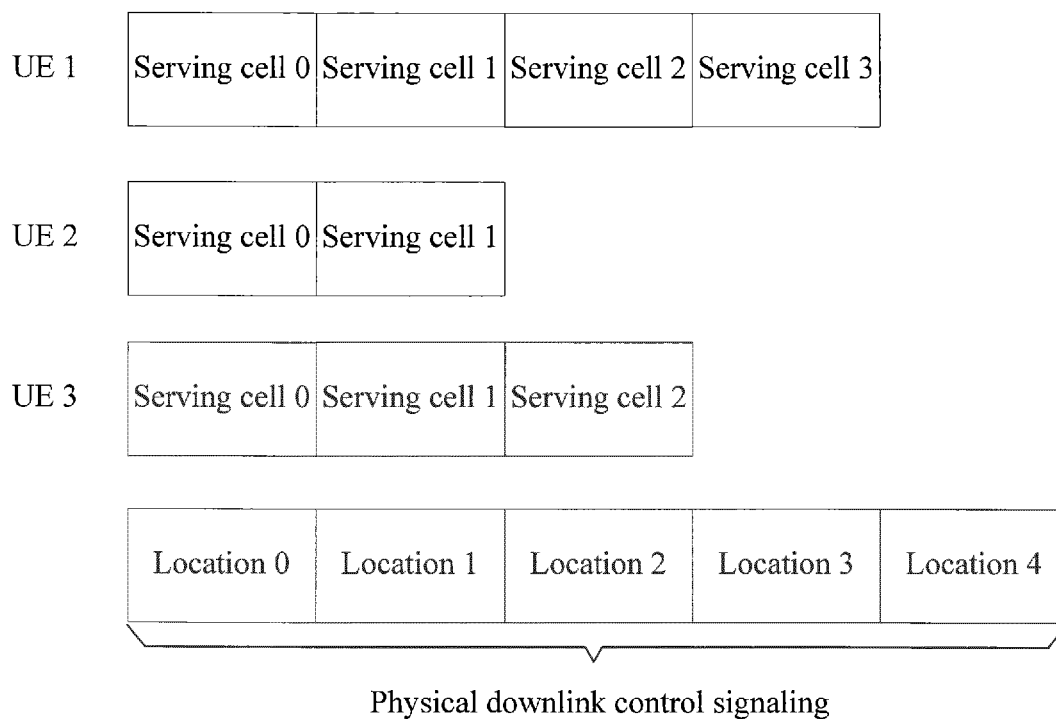 UE 1 Serving cell 0 Serving cell 1 Serving cell 2 Serving cell 3
UE 2 Serving cell 0 Serving cell 1
UE 3 Serving cell 0 Serving cell 1 Serving cell 2
Location 0 Location 1 Location 2 Location 3 Location 4
Physical downlink control signaling